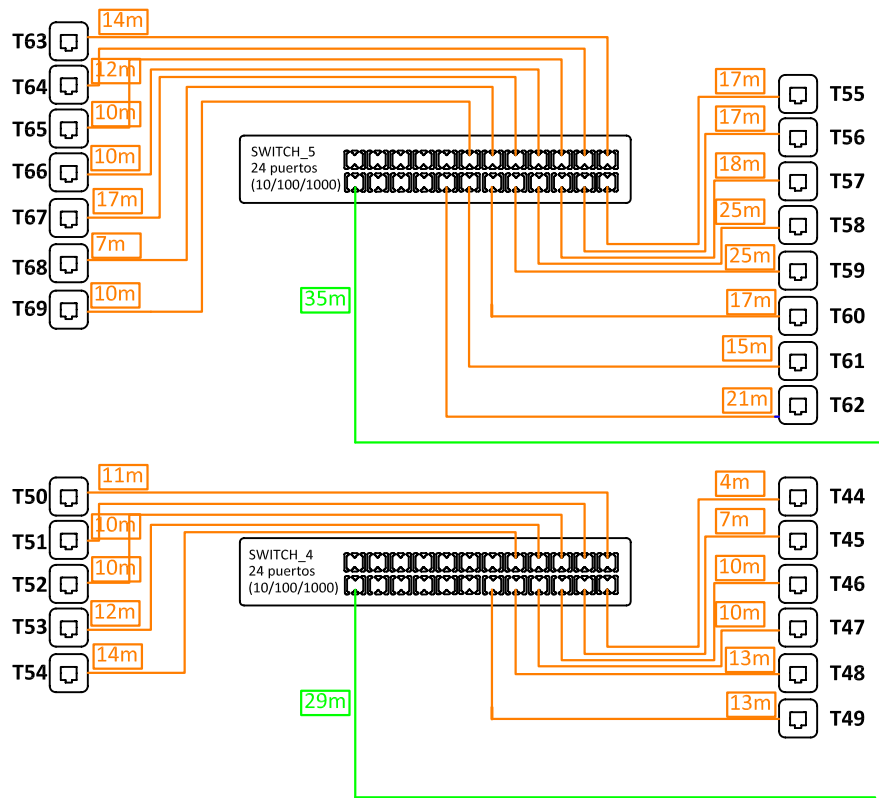 14m
T63
12m
T64
10m
T65
10m
T66
17m
T67
7m
T68
10m
T69
SWITCH_5
24 puertos
(10/100/1000)
35m
17m
T55
17m
T56
18m
T57
25m
T58
25m
T59
17m
T60
15m
T61
21m
T62
11m
T50
10m
T51
10m
T52
12m
T53
14m
T54
SWITCH_4
24 puertos
(10/100/1000)
29m
4m
T44
7m
T45
10m
T46
10m
T47
13m
T48
13m
T49